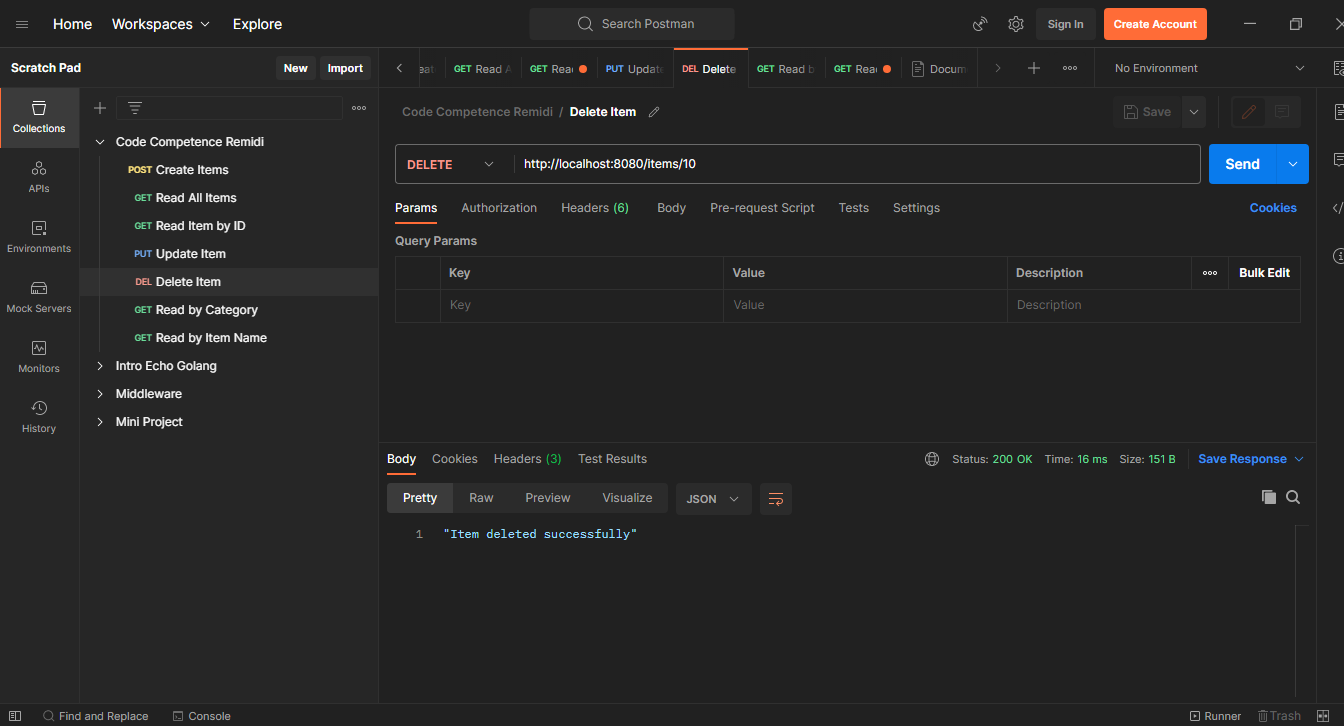 Home Workspaces Explore Search Postman Sign In Create Account
Scratch Pad New Import
GET Read A GET Rea PUT Update DEL Delete GET Read b GET Rea Docum No Environment
Collections
APIs
Environments
Mock Servers
Monitors
History
Code Competence Remidi
POST Create Items
GET Read All Items
GET Read Item by ID
PUT Update Item
DEL Delete Item
GET Read by Category
GET Read by Item Name
Intro Echo Golang
Middleware
Mini Project
Code Competence Remidi / Delete Item Save
DELETE http://localhost:8080/items/10 Send
Params Authorization Headers (6) Body Pre-request Script Tests Settings Cookies
Query Params
Key Value Description Bulk Edit
Key Value Description
Body Cookies Headers (3) Test Results Status: 200 OK Time: 16 ms Size: 151 B Save Response
Pretty Raw Preview Visualize JSON
1 "Item deleted successfully"
Find and Replace Console Runner Trash